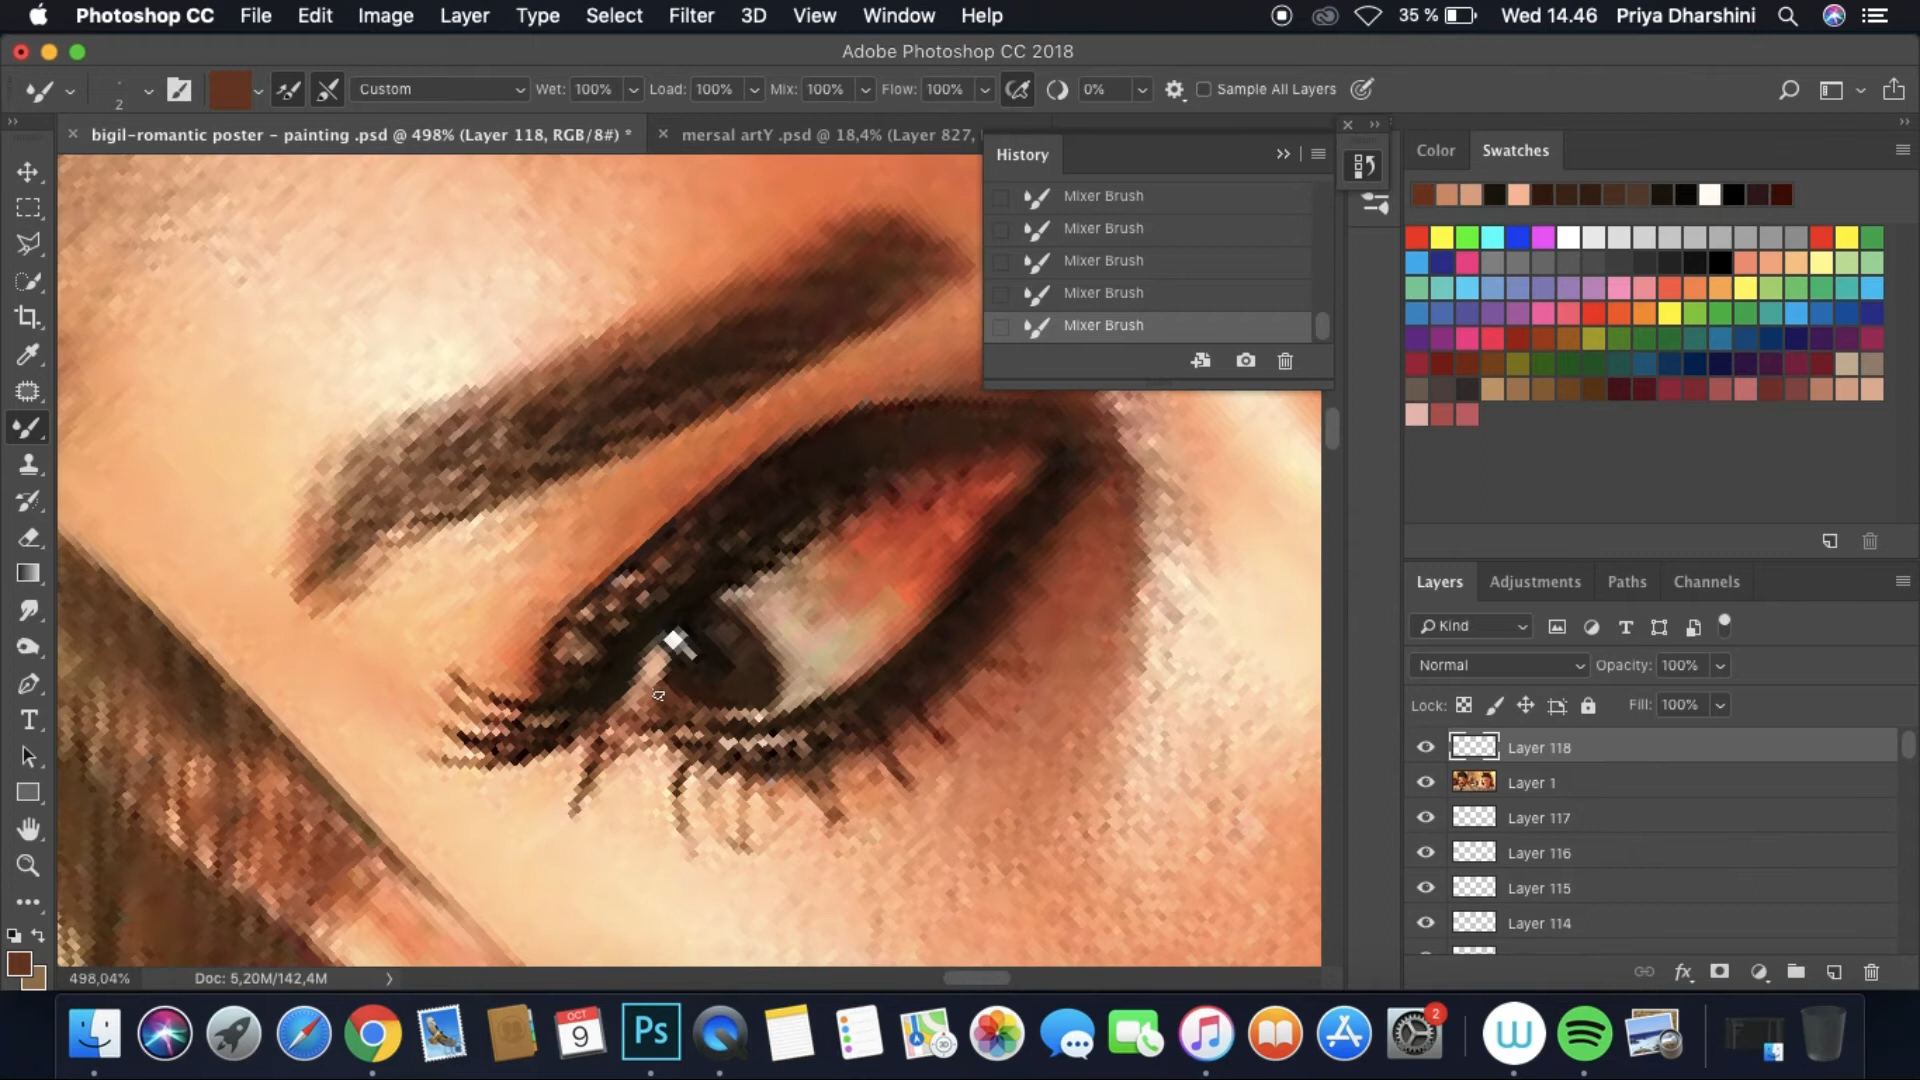 Photoshop CC File Edit Image Layer Type Select Filter 3D View Window Help 35 % Wed 14.46 Priya Dharshini
Adobe Photoshop CC 2018
2 Custom Wet: 100% Load: 100% Mix: 100% Flow: 100% 0% Sample All Layers
bigil-romantic poster – painting .psd @ 498% (Layer 118, RGB/8#) * mersal artY .psd @ 18,4% (Layer 827,
History
Mixer Brush
Mixer Brush
Mixer Brush
Mixer Brush
Mixer Brush
Color Swatches
Layers Adjustments Paths Channels
Kind
Normal Opacity: 100%
Lock: Fill: 100%
Layer 118
Layer 1
Layer 117
Layer 116
Layer 115
Layer 114
fx
498,04% Doc: 5,20M/142,4M
OCT
9
Ps
2